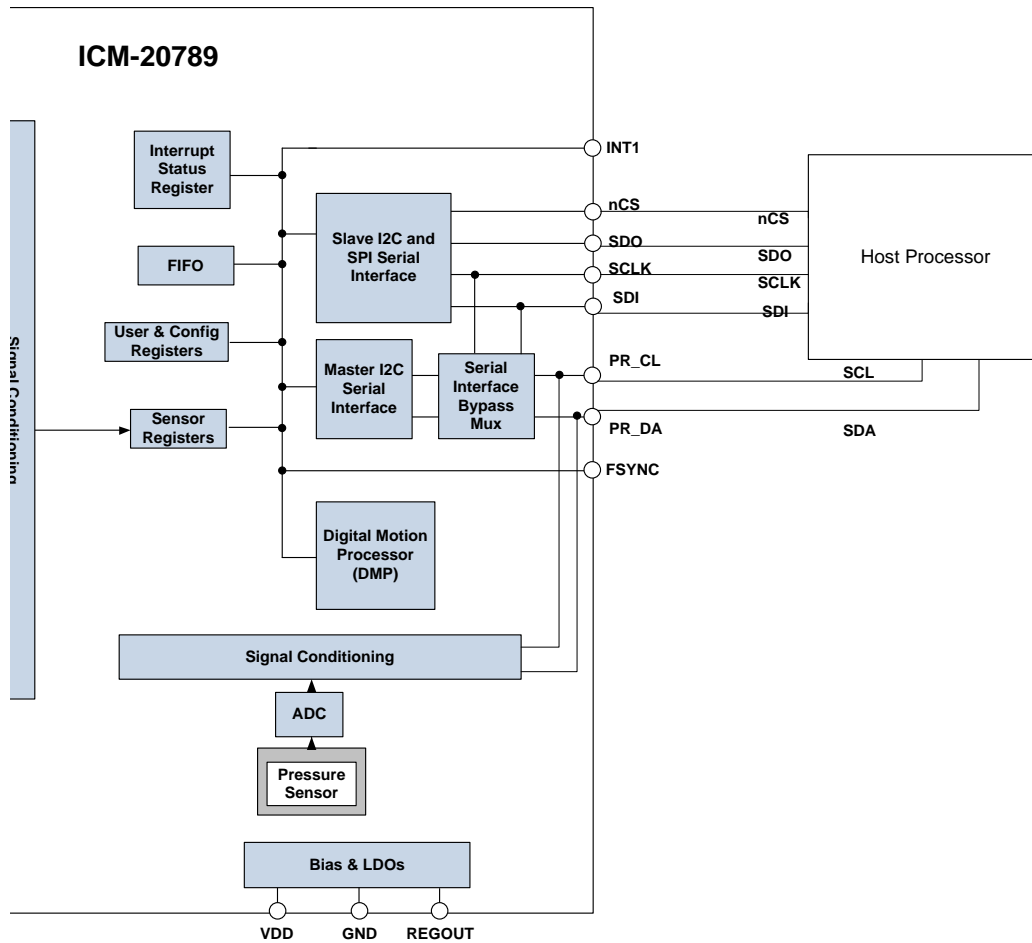 ICM-20789
Interrupt
Status
Register
FIFO
User & Config
Registers
Sensor
Registers
Signal Conditioning
Slave I2C and
SPI Serial
Interface
Master I2C
Serial
Interface
Serial
Interface
Bypass
Mux
Digital Motion
Processor
(DMP)
INT1
nCS
SDO
SCLK
SDI
PR_CL
PR_DA
FSYNC
nCS
SDO
SCLK
SDI
SCL
SDA
Host Processor
Signal Conditioning
ADC
Pressure
Sensor
Bias & LDOs
VDD
GND
REGOUT